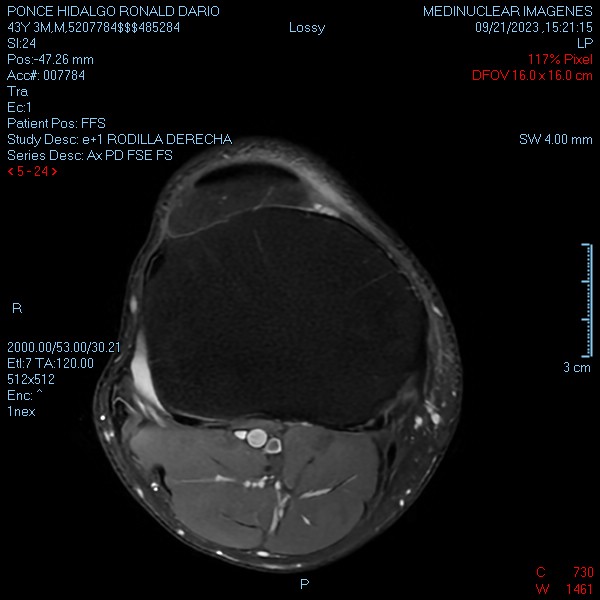 PONCE HIDALGO RONALD DARIO
43Y 3M,M,5207784$$$485284
SI:24
Pos:-47.26 mm
Acc#: 007784
Tra
Ec:1
Patient Pos: FFS
Study Desc: e+1 RODILLA DERECHA
Series Desc: Ax PD FSE FS
< 5 - 24 >
Lossy
MEDINUCLEAR IMAGENES
09/21/2023 ,15:21:15
LP
117% Pixel
DFOV 16.0 x 16.0 cm
SW 4.00 mm
R
2000.00/53.00/30.21
Etl:7 TA:120.00
512x512
Enc: ^
1nex
3 cm
P
C 730
W 1461